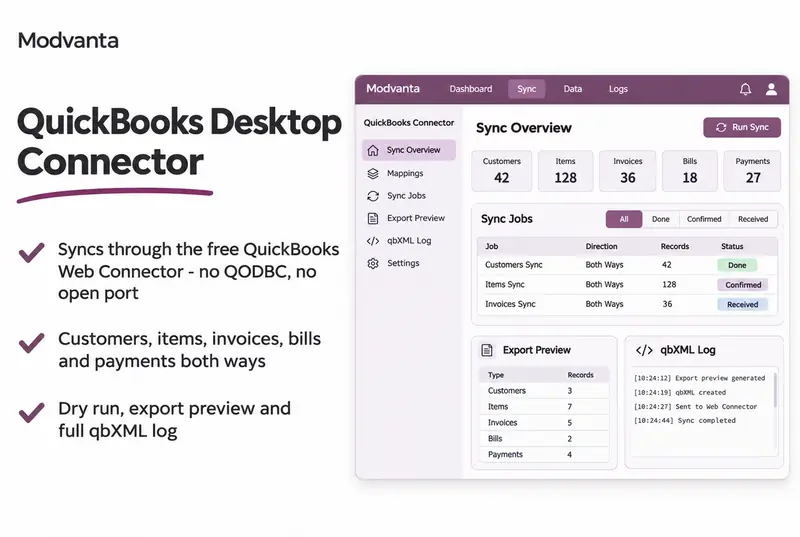 Modvanta
QuickBooks Desktop
Connector
Syncs through the free QuickBooks
Web Connector - no QODBC, no
open port
Customers, items, invoices, bills
and payments both ways
Dry run, export preview and
full qbXML log
Modvanta Dashboard Sync Data Logs
QuickBooks Connector
Sync Overview
Mappings
Sync Jobs
Export Preview
</> qbXML Log
Settings
Sync Overview
Run Sync
Customers Items Invoices Bills Payments
42 128 36 18 27
Sync Jobs
All Done Confirmed Received
Job Direction Records Status
Customers Sync Both Ways 42 Done
Items Sync Both Ways 128 Confirmed
Invoices Sync Both Ways 36 Received
Export Preview
Type Records
Customers 3
Items 7
Invoices 5
Bills 2
Payments 4
</> qbXML Log
[10:24:12] Export preview generated
[10:24:19] qbXML created
[10:24:27] Sent to Web Connector
[10:24:44] Sync completed